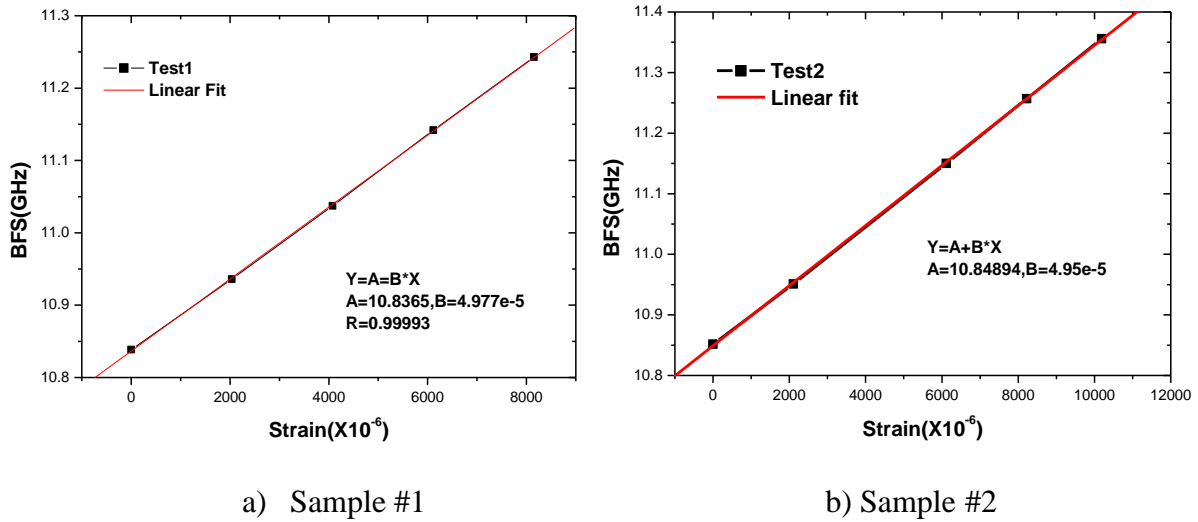 11.3
11.2
11.1
11.0
10.9
10.8
BFS(GHz)
Test1
Linear Fit
Y=A=B*X
A=10.8365,B=4.977e-5
R=0.99993
0 2000 4000 6000 8000
Strain(X10⁻⁶)
a) Sample #1
11.4
11.3
11.2
11.1
11.0
10.9
10.8
BFS(GHz)
Test2
Linear fit
Y=A+B*X
A=10.84894,B=4.95e-5
0 2000 4000 6000 8000 10000 12000
Strain(X10⁻⁶)
b) Sample #2